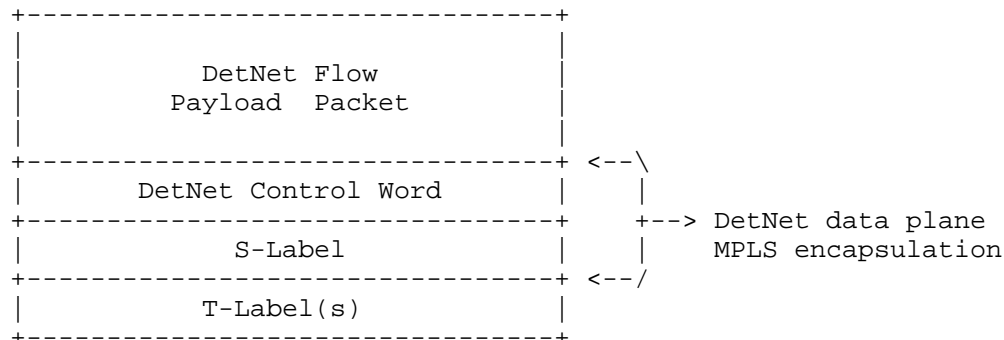 DetNet Flow
Payload Packet
DetNet Control Word
S-Label
DetNet data plane
MPLS encapsulation
T-Label(s)